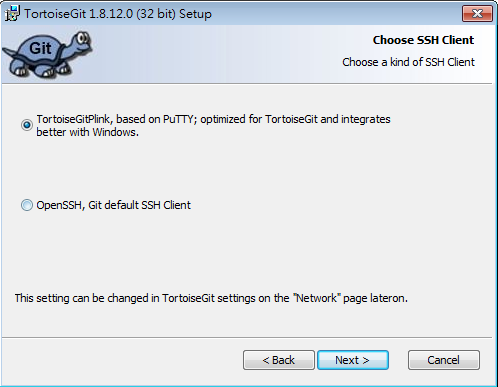 TortoiseGit 1.8.12.0 (32 bit) Setup
Git
Choose SSH Client
Choose a kind of SSH Client
TortoiseGitPlink, based on PuTTY; optimized for TortoiseGit and integrates
better with Windows.
OpenSSH, Git default SSH Client
This setting can be changed in TortoiseGit settings on the "Network" page lateron.
< Back
Next >
Cancel